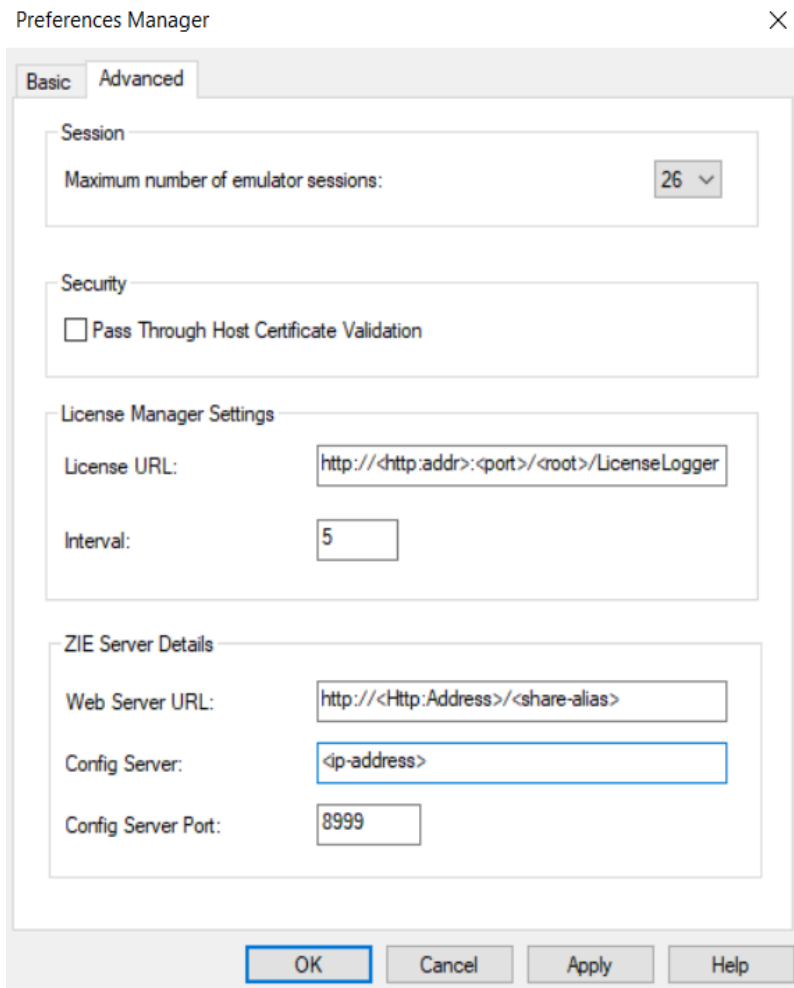 Preferences Manager
Basic
Advanced
Session
Maximum number of emulator sessions: 26
Security
Pass Through Host Certificate Validation
License Manager Settings
License URL: http://<http:addr>:<port>/<root>/LicenseLogger
Interval: 5
ZIE Server Details
Web Server URL: http://<Http:Address>/<share-alias>
Config Server: <ip-address>
Config Server Port: 8999
OK Cancel Apply Help